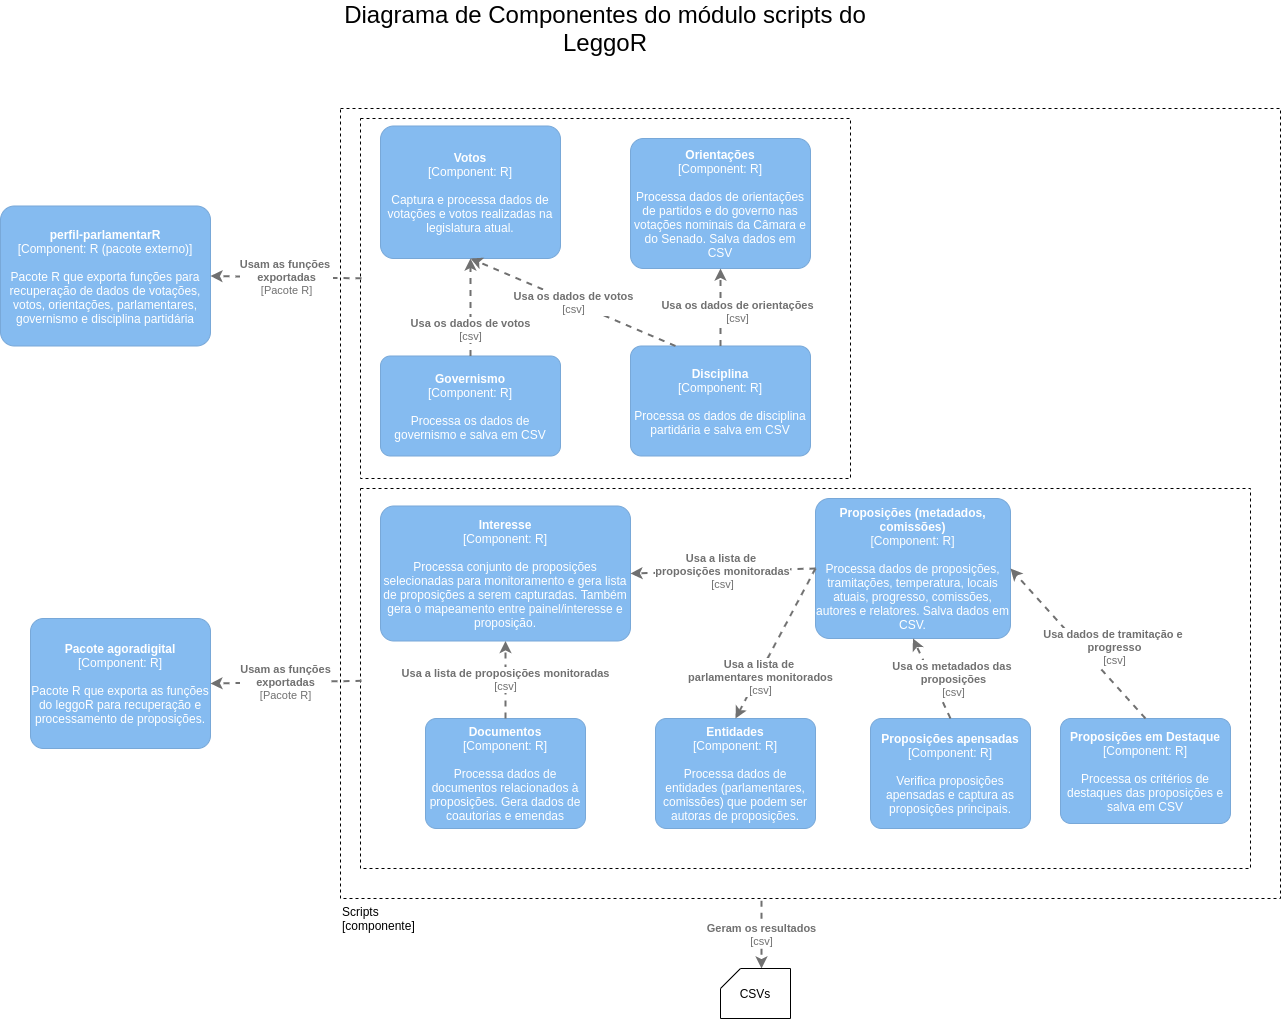 Diagrama de Componentes do módulo scripts do
LeggoR
Votos
[Component: R]
Captura e processa dados de
votações e votos realizadas na
legislatura atual.
Orientações
[Component: R]
Processa dados de orientações
de partidos e do governo nas
votações nominais da Câmara e
do Senado. Salva dados em
CSV
perfil-parlamentarR
[Component: R (pacote externo)]
Pacote R que exporta funções para
recuperação de dados de votações,
votos, orientações, parlamentares,
governismo e disciplina partidária
Usam as funções
exportadas
[Pacote R]
Usa os dados de votos
[csv]
Usa os dados de orientações
[csv]
Usa os dados de votos
[csv]
Governismo
[Component: R]
Processa os dados de
governismo e salva em CSV
Disciplina
[Component: R]
Processa os dados de disciplina
partidária e salva em CSV
Interesse
[Component: R]
Processa conjunto de proposições
selecionadas para monitoramento e gera lista
de proposições a serem capturadas. Também
gera o mapeamento entre painel/interesse e
proposição.
Usa a lista de
proposições monitoradas
[csv]
Proposições (metadados,
comissões)
[Component: R]
Processa dados de proposições,
tramitações, temperatura, locais
atuais, progresso, comissões,
autores e relatores. Salva dados em
CSV.
Pacote agoradigital
[Component: R]
Pacote R que exporta as funções
do leggoR para recuperação e
processamento de proposições.
Usam as funções
exportadas
[Pacote R]
Usa a lista de proposições monitoradas
[csv]
Usa a lista de
parlamentares monitorados
[csv]
Usa os metadados das
proposições
[csv]
Usa dados de tramitação e
progresso
[csv]
Documentos
[Component: R]
Processa dados de
documentos relacionados à
proposições. Gera dados de
coautorias e emendas
Entidades
[Component: R]
Processa dados de
entidades (parlamentares,
comissões) que podem ser
autoras de proposições.
Proposições apensadas
[Component: R]
Verifica proposições
apensadas e captura as
proposições principais.
Proposições em Destaque
[Component: R]
Processa os critérios de
destaques das proposições e
salva em CSV
Scripts
[componente]
Geram os resultados
[csv]
CSVs